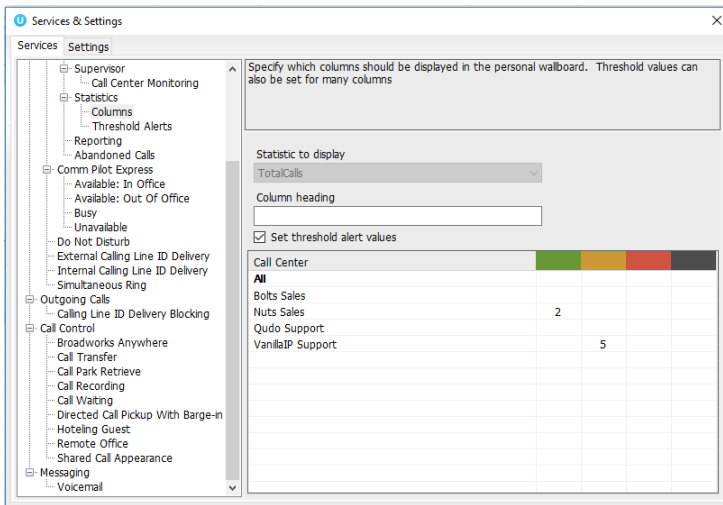 Services & Settings
Services Settings
Supervisor
Call Center Monitoring
Statistics
Columns
Threshold Alerts
Reporting
Abandoned Calls
Comm Pilot Express
Available: In Office
Available: Out Of Office
Busy
Unavailable
Do Not Disturb
External Calling Line ID Delivery
Internal Calling Line ID Delivery
Simultaneous Ring
Outgoing Calls
Calling Line ID Delivery Blocking
Call Control
Broadworks Anywhere
Call Transfer
Call Park Retrieve
Call Recording
Call Waiting
Directed Call Pickup With Barge-in
Hoteling Guest
Remote Office
Shared Call Appearance
Messaging
Voicemail
Specify which columns should be displayed in the personal wallboard. Threshold values can
also be set for many columns
Statistic to display
TotalCalls
Column heading
Set threshold alert values
Call Center
All
Bolts Sales
Nuts Sales 2
Qudo Support
VanillaIP Support 5